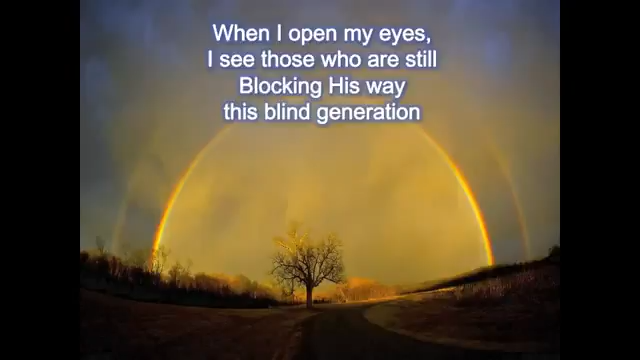 When I open my eyes,
I see those who are still
Blocking His way
this blind generation